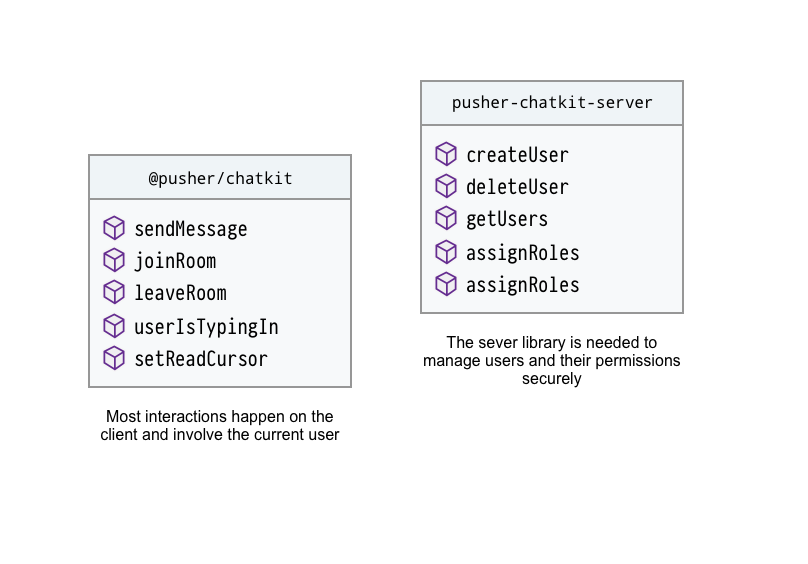 @pusher/chatkit
sendMessage
joinRoom
leaveRoom
userIsTypingIn
setReadCursor
Most interactions happen on the
client and involve the current user
pusher-chatkit-server
createUser
deleteUser
getUsers
assignRoles
assignRoles
The sever library is needed to
manage users and their permissions
securely